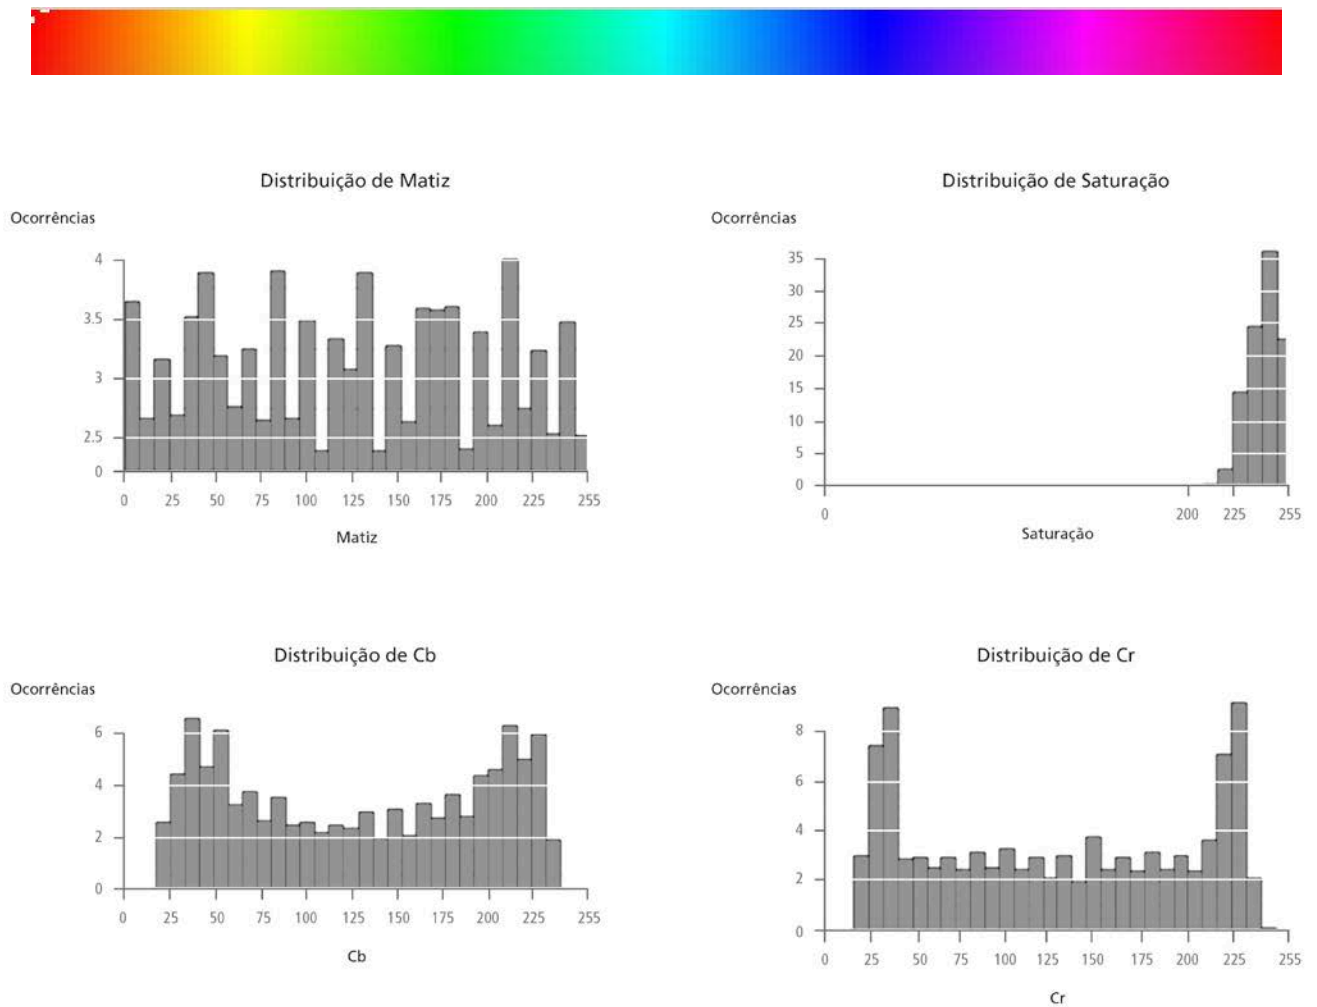 Distribuição de Matiz
Ocorrências
4
3.5
3
2.5
0
0 25 50 75 100 125 150 175 200 225 255
Matiz
Distribuição de Saturação
Ocorrências
35
30
25
20
15
10
5
0
0 200 225 255
Saturação
Distribuição de Cb
Ocorrências
6
4
2
0
0 25 50 75 100 125 150 175 200 225 255
Cb
Distribuição de Cr
Ocorrências
8
6
4
2
0
0 25 50 75 100 125 150 175 200 225 255
Cr